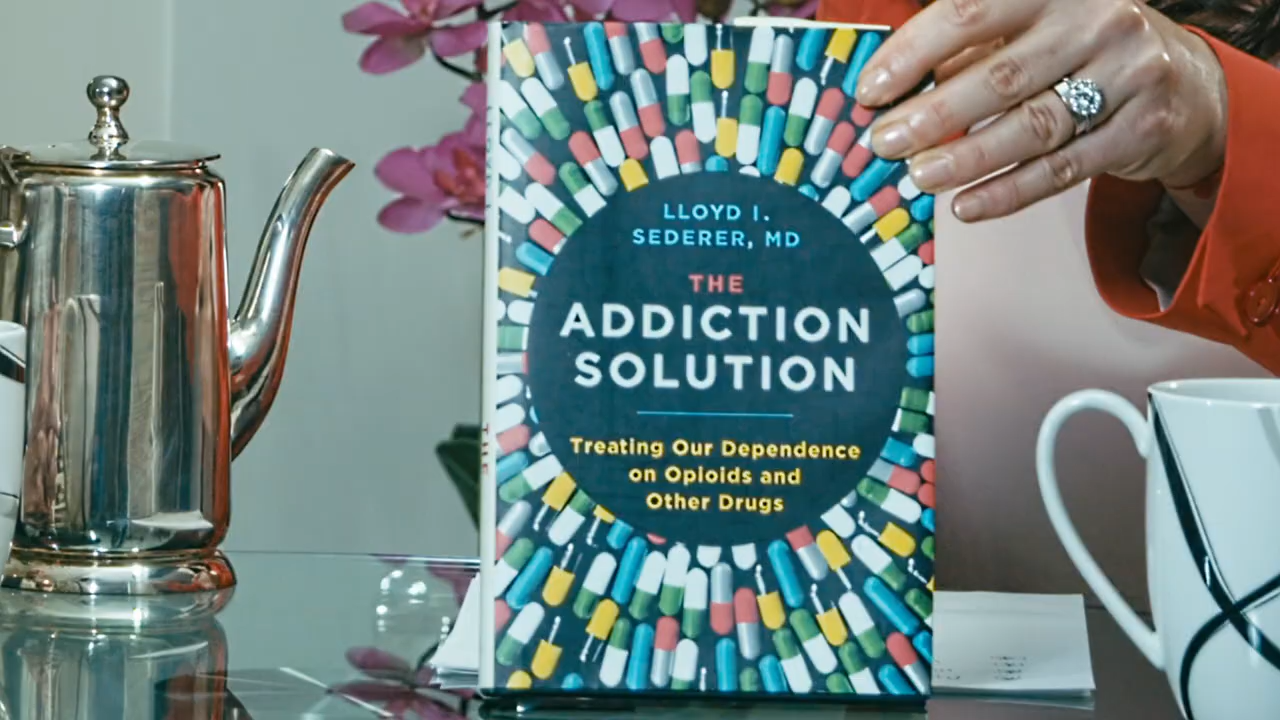 LLOYD I.
SEDERER, MD
THE
ADDICTION
SOLUTION
Treating Our Dependence
on Opioids and
Other Drugs